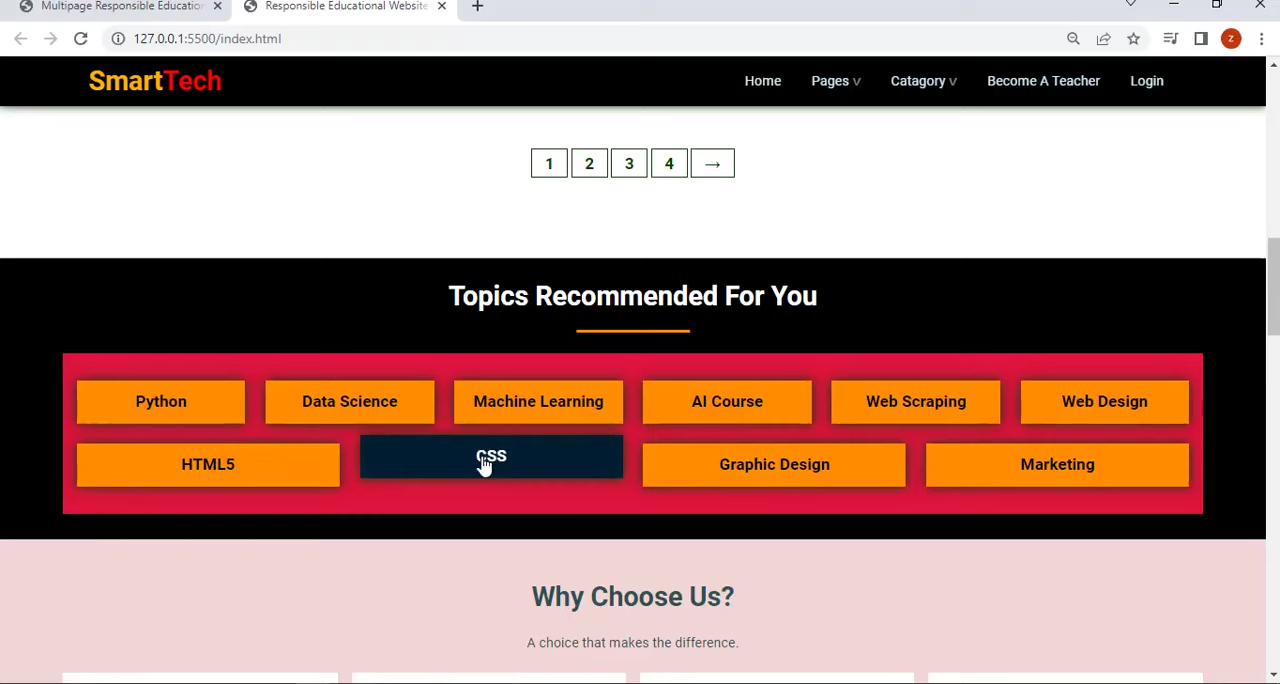 Multipage Responsible Educatio
Responsible Educational Website
127.0.0.1:5500/index.html
z
SmartTech
Home
Pages v
Catagory v
Become A Teacher
Login
1 2 3 4 →
Topics Recommended For You
Python
Data Science
Machine Learning
AI Course
Web Scraping
Web Design
HTML5
CSS
Graphic Design
Marketing
Why Choose Us?
A choice that makes the difference.